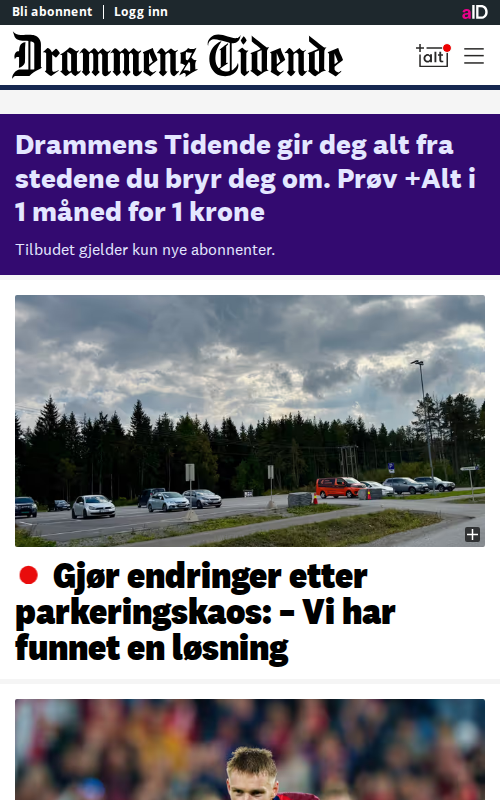 Bli abonnent
Logg inn
aID
Drammens Tidende
+alt
Drammens Tidende gir deg alt fra
stedene du bryr deg om. Prøv +Alt i
1 måned for 1 krone
Tilbudet gjelder kun nye abonnenter.
Gjør endringer etter
parkeringskaos: – Vi har
funnet en løsning